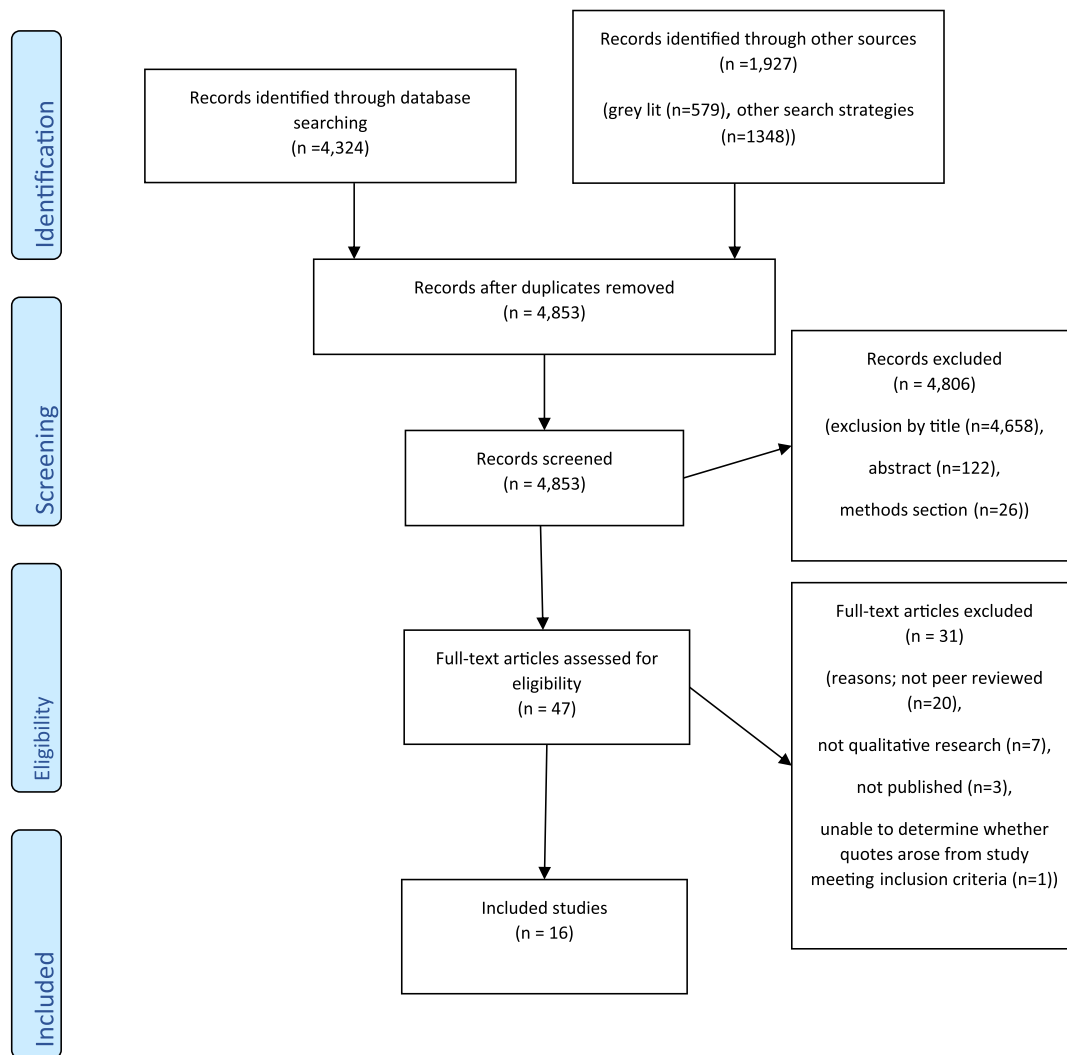 Identification
Records identified through database
searching
(n =4,324)
Records identified through other sources
(n =1,927)
(grey lit (n=579), other search strategies
(n=1348))
Records after duplicates removed
(n = 4,853)
Screening
Records screened
(n = 4,853)
Records excluded
(n = 4,806)
(exclusion by title (n=4,658),
abstract (n=122),
methods section (n=26))
Eligibility
Full-text articles assessed for
eligibility
(n = 47)
Full-text articles excluded
(n = 31)
(reasons; not peer reviewed
(n=20),
not qualitative research (n=7),
not published (n=3),
unable to determine whether
quotes arose from study
meeting inclusion criteria (n=1))
Included
Included studies
(n = 16)